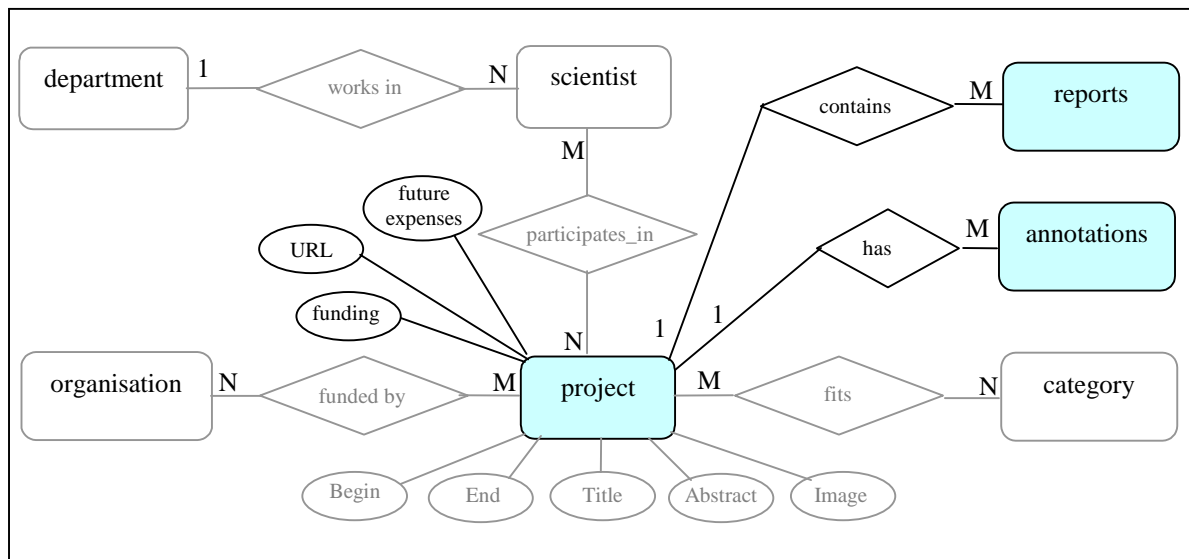 department
1
works in
N
scientist
contains
M
reports
M
future
expenses
participates_in
URL
has
M
annotations
funding
1
1
N
organisation
N
funded by
M
project
M
fits
N
category
Begin
End
Title
Abstract
Image